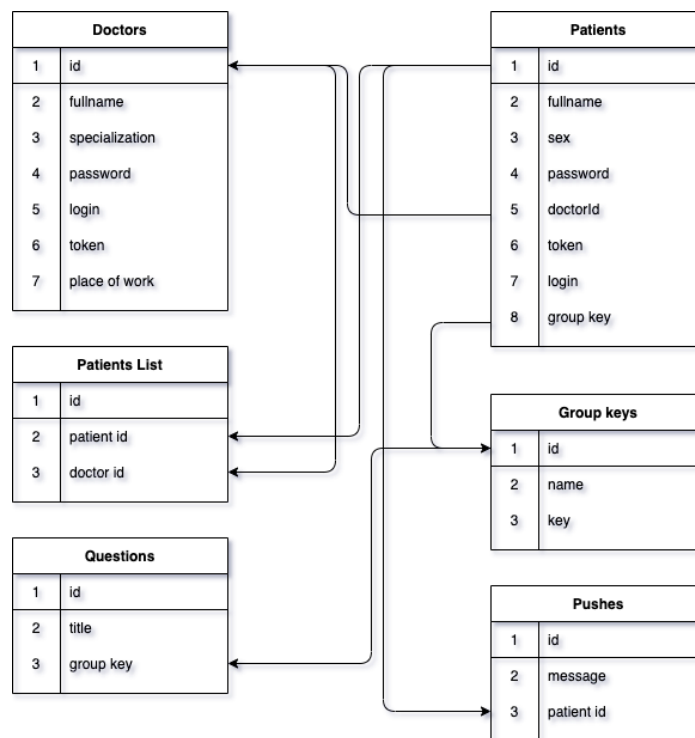 Doctors
1 id
2 fullname
3 specialization
4 password
5 login
6 token
7 place of work
Patients
1 id
2 fullname
3 sex
4 password
5 doctorId
6 token
7 login
8 group key
Patients List
1 id
2 patient id
3 doctor id
Group keys
1 id
2 name
3 key
Questions
1 id
2 title
3 group key
Pushes
1 id
2 message
3 patient id